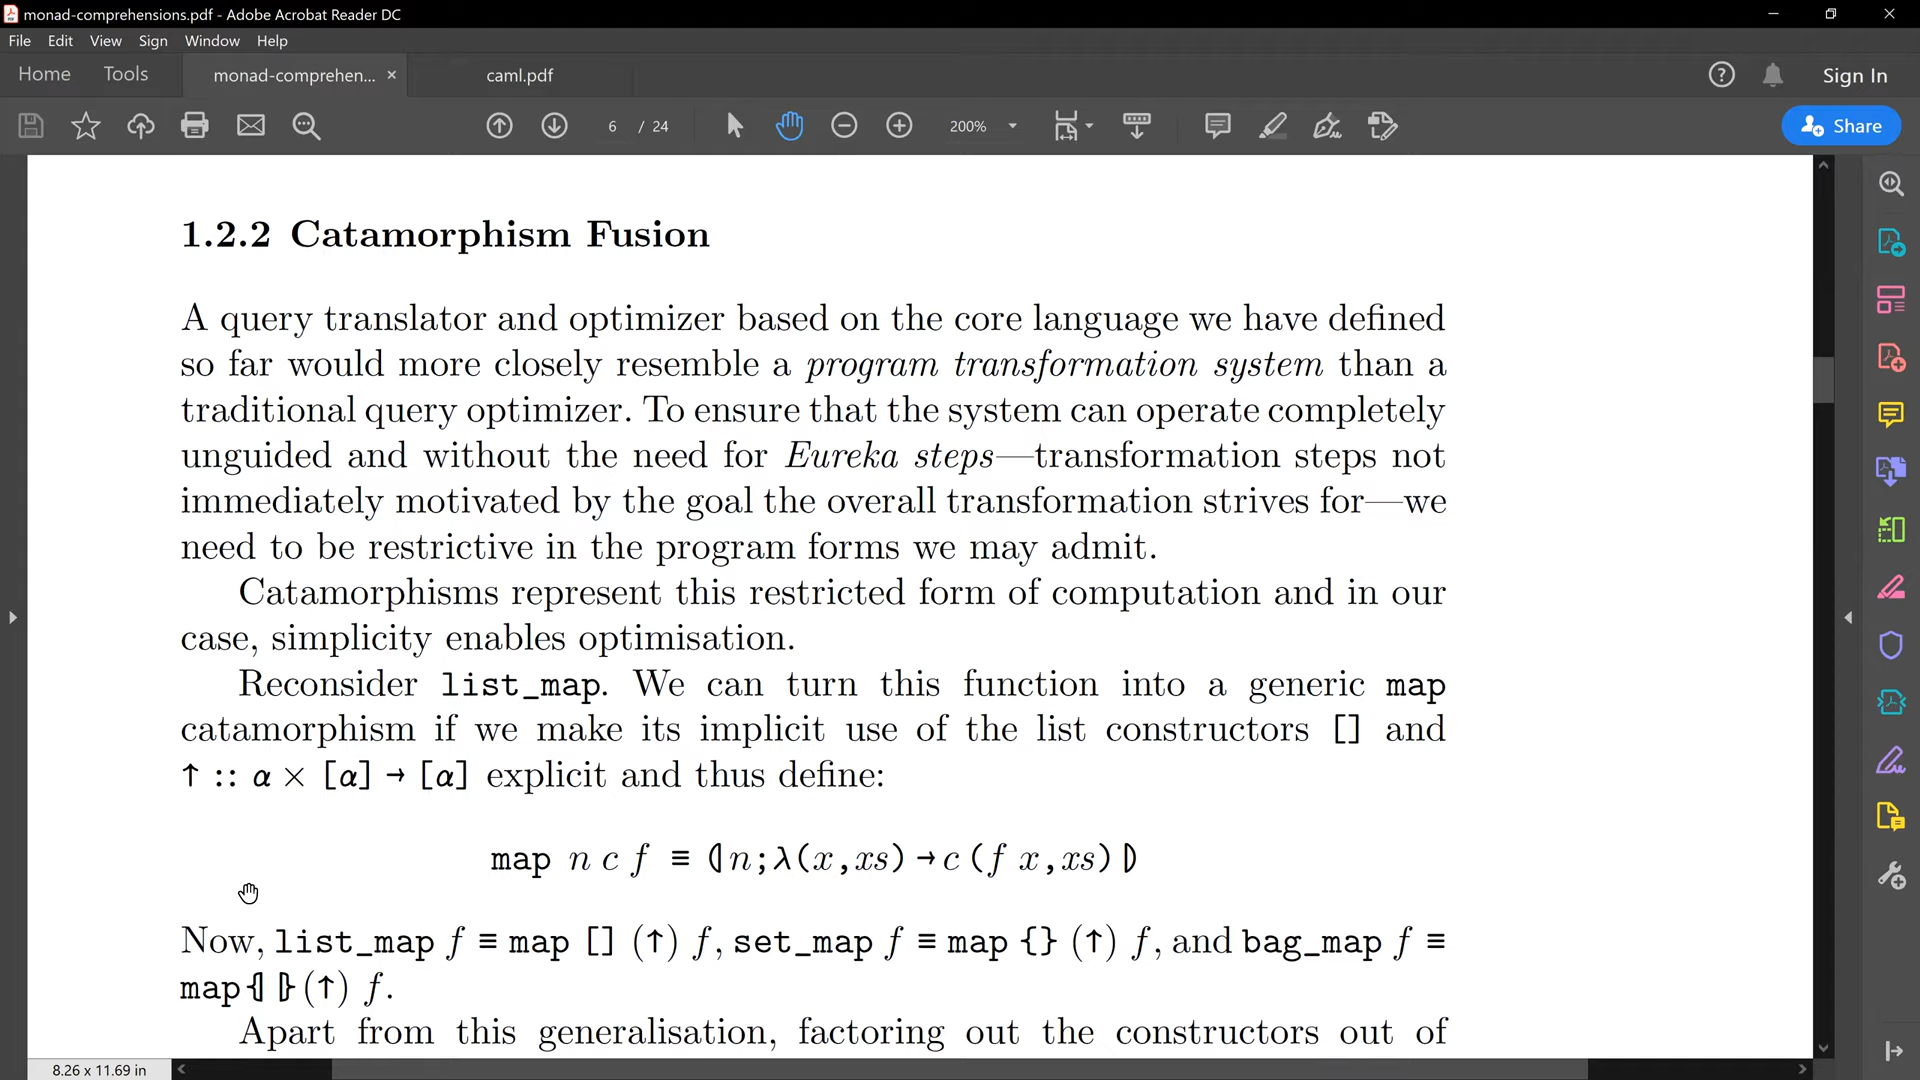 monad-comprehensions.pdf - Adobe Acrobat Reader DC
File Edit View Sign Window Help
Home Tools monad-comprehen... × caml.pdf Sign In
6 / 24 200% Share
1.2.2 Catamorphism Fusion
A query translator and optimizer based on the core language we have defined
so far would more closely resemble a program transformation system than a
traditional query optimizer. To ensure that the system can operate completely
unguided and without the need for Eureka steps—transformation steps not
immediately motivated by the goal the overall transformation strives for—we
need to be restrictive in the program forms we may admit.
Catamorphisms represent this restricted form of computation and in our
case, simplicity enables optimisation.
Reconsider list_map. We can turn this function into a generic map
catamorphism if we make its implicit use of the list constructors [] and
↑ :: α × [α] → [α] explicit and thus define:
map n c f ≡ ⦇n;λ(x,xs)→c(f x,xs)⦈
Now, list_map f ≡ map [] (↑) f, set_map f ≡ map {} (↑) f, and bag_map f ≡
map⦃ ⦄(↑) f.
Apart from this generalisation, factoring out the constructors out of
8.26 x 11.69 in